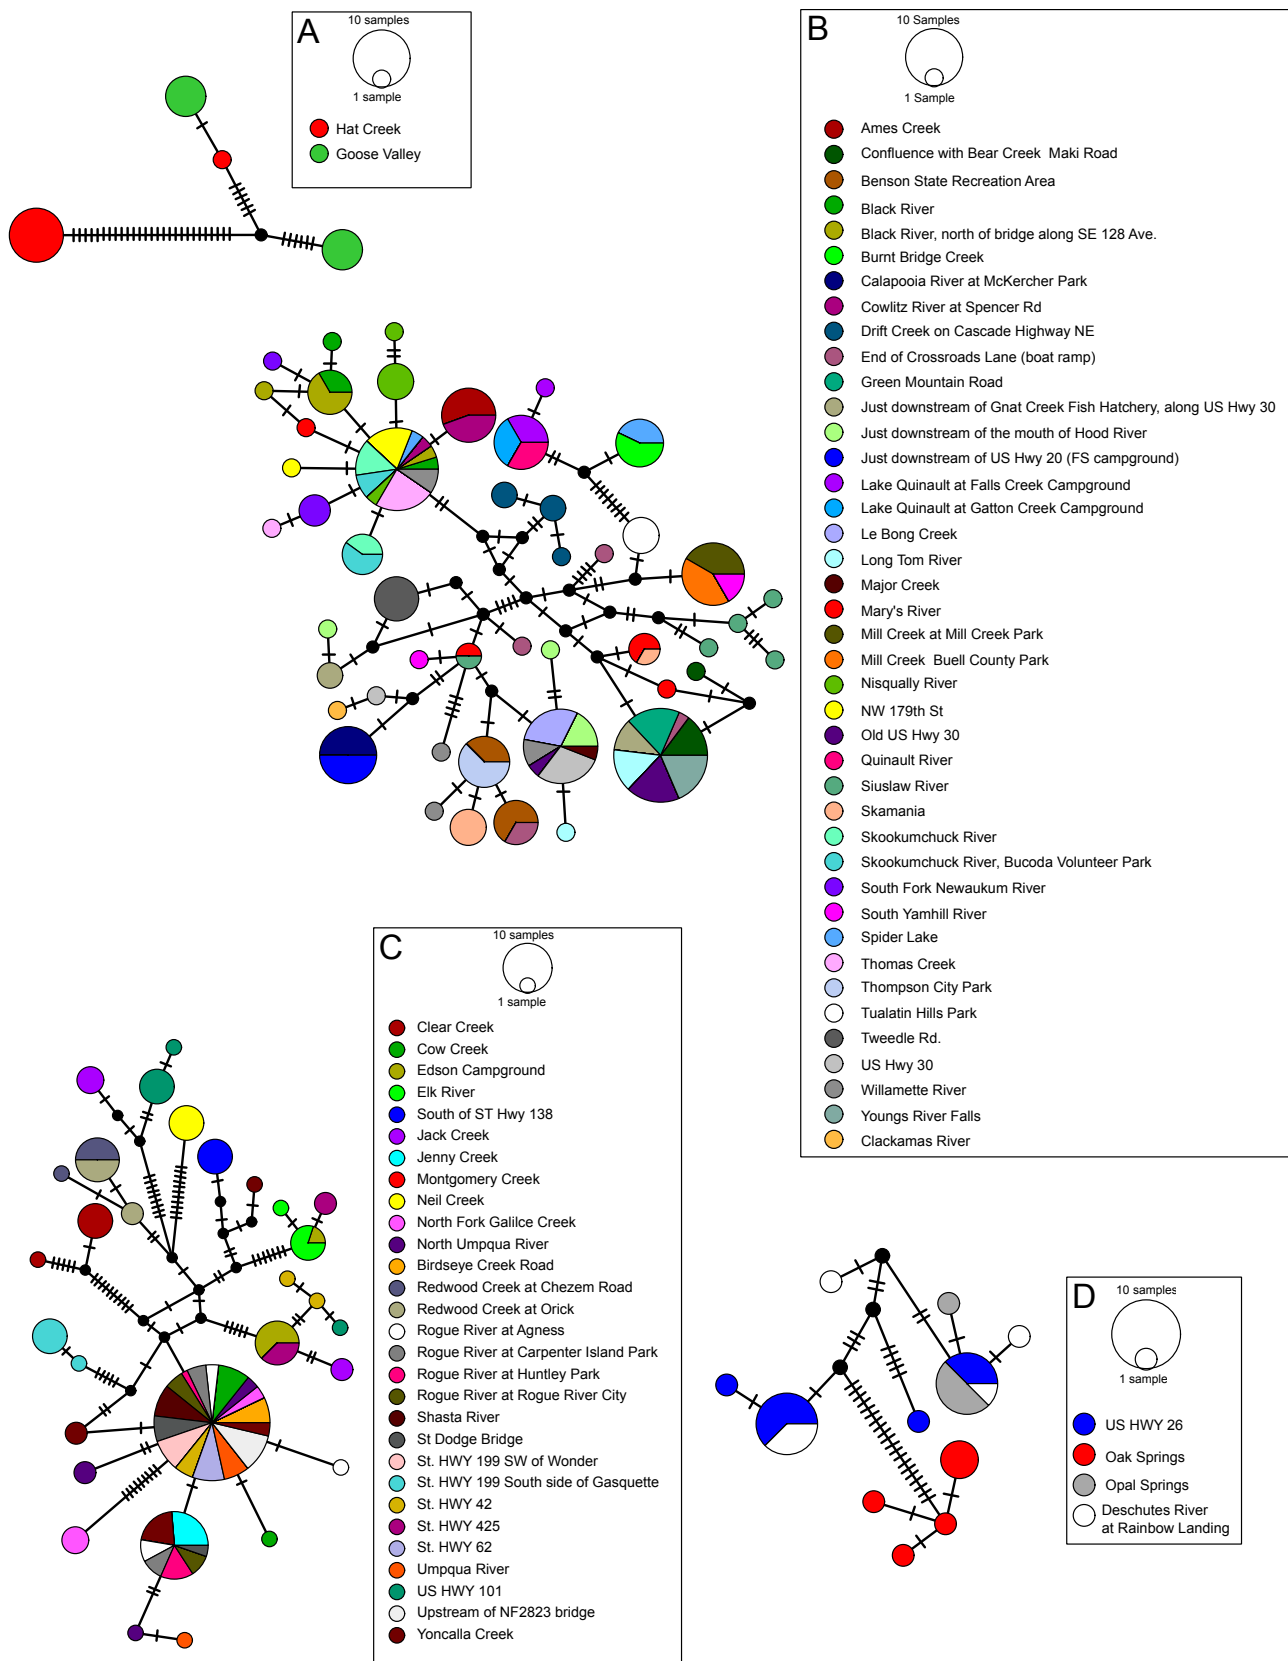 A
10 samples
1 sample
Hat Creek
Goose Valley
B
10 Samples
1 Sample
Ames Creek
Confluence with Bear Creek  Maki Road
Benson State Recreation Area
Black River
Black River, north of bridge along SE 128 Ave.
Burnt Bridge Creek
Calapooia River at McKercher Park
Cowlitz River at Spencer Rd
Drift Creek on Cascade Highway NE
End of Crossroads Lane (boat ramp)
Green Mountain Road
Just downstream of Gnat Creek Fish Hatchery, along US Hwy 30
Just downstream of the mouth of Hood River
Just downstream of US Hwy 20 (FS campground)
Lake Quinault at Falls Creek Campground
Lake Quinault at Gatton Creek Campground
Le Bong Creek
Long Tom River
Major Creek
Mary's River
Mill Creek at Mill Creek Park
Mill Creek  Buell County Park
Nisqually River
NW 179th St
Old US Hwy 30
Quinault River
Siuslaw River
Skamania
Skookumchuck River
Skookumchuck River, Bucoda Volunteer Park
South Fork Newaukum River
South Yamhill River
Spider Lake
Thomas Creek
Thompson City Park
Tualatin Hills Park
Tweedle Rd.
US Hwy 30
Willamette River
Youngs River Falls
Clackamas River
C
10 samples
1 sample
Clear Creek
Cow Creek
Edson Campground
Elk River
South of ST Hwy 138
Jack Creek
Jenny Creek
Montgomery Creek
Neil Creek
North Fork Galilce Creek
North Umpqua River
Birdseye Creek Road
Redwood Creek at Chezem Road
Redwood Creek at Orick
Rogue River at Agness
Rogue River at Carpenter Island Park
Rogue River at Huntley Park
Rogue River at Rogue River City
Shasta River
St Dodge Bridge
St. HWY 199 SW of Wonder
St. HWY 199 South side of Gasquette
St. HWY 42
St. HWY 425
St. HWY 62
Umpqua River
US HWY 101
Upstream of NF2823 bridge
Yoncalla Creek
D
10 samples
1 sample
US HWY 26
Oak Springs
Opal Springs
Deschutes River
at Rainbow Landing